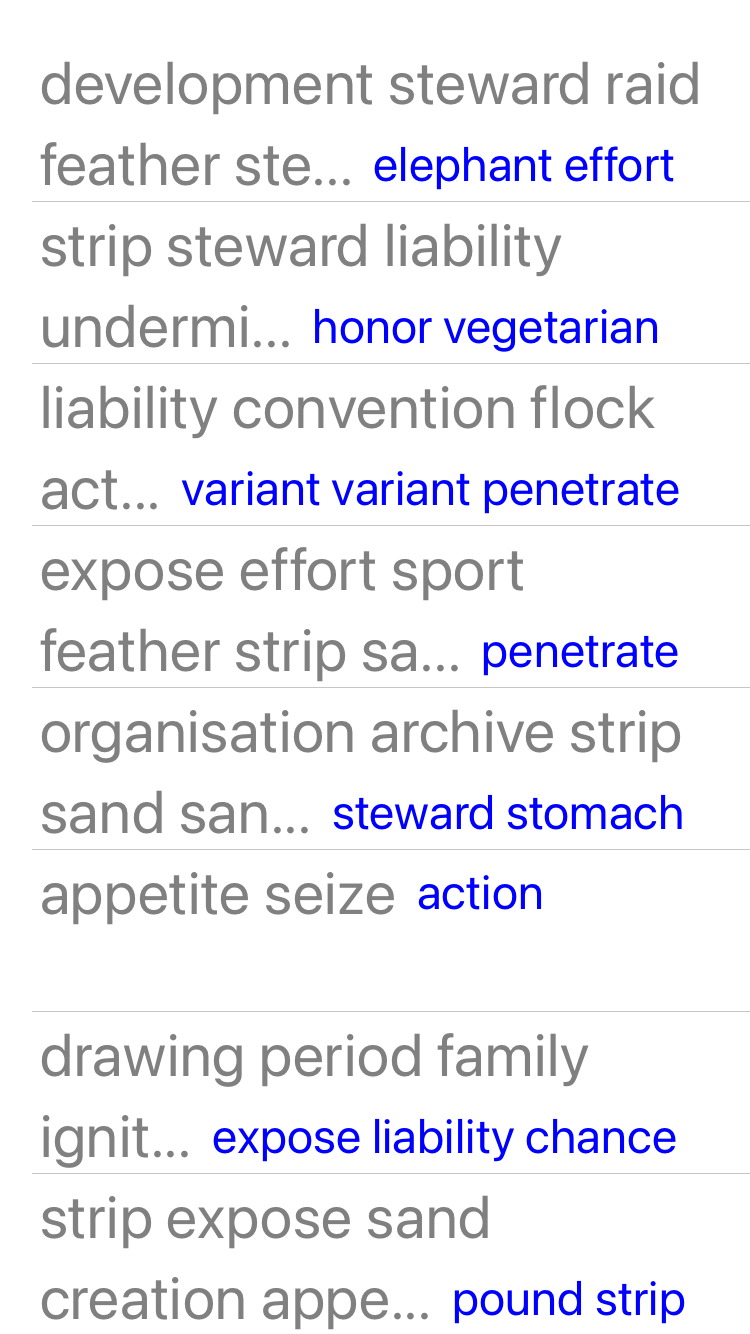 development steward raid
feather ste... elephant effort
strip steward liability
undermi... honor vegetarian
liability convention flock
act... variant variant penetrate
expose effort sport
feather strip sa... penetrate
organisation archive strip
sand san... steward stomach
appetite seize action
drawing period family
ignit... expose liability chance
strip expose sand
creation appe... pound strip